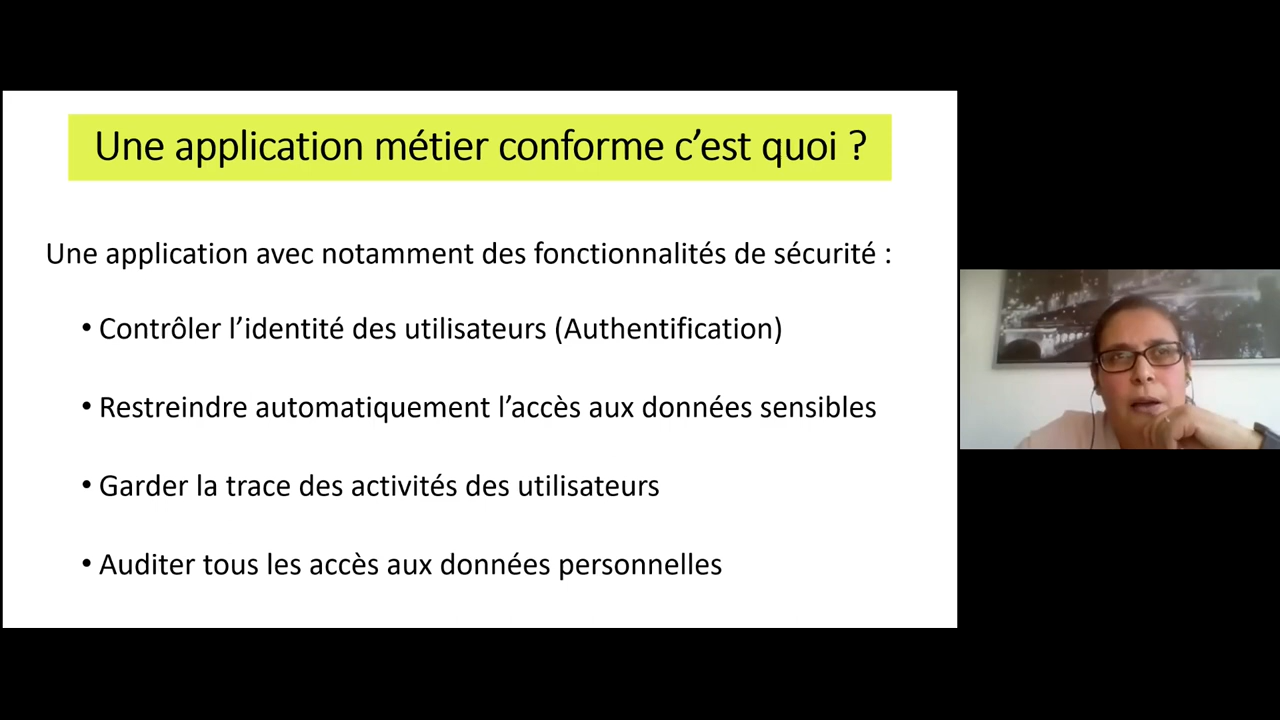 Une application métier conforme c’est quoi ?
Une application avec notamment des fonctionnalités de sécurité :
• Contrôler l’identité des utilisateurs (Authentification)
• Restreindre automatiquement l’accès aux données sensibles
• Garder la trace des activités des utilisateurs
• Auditer tous les accès aux données personnelles